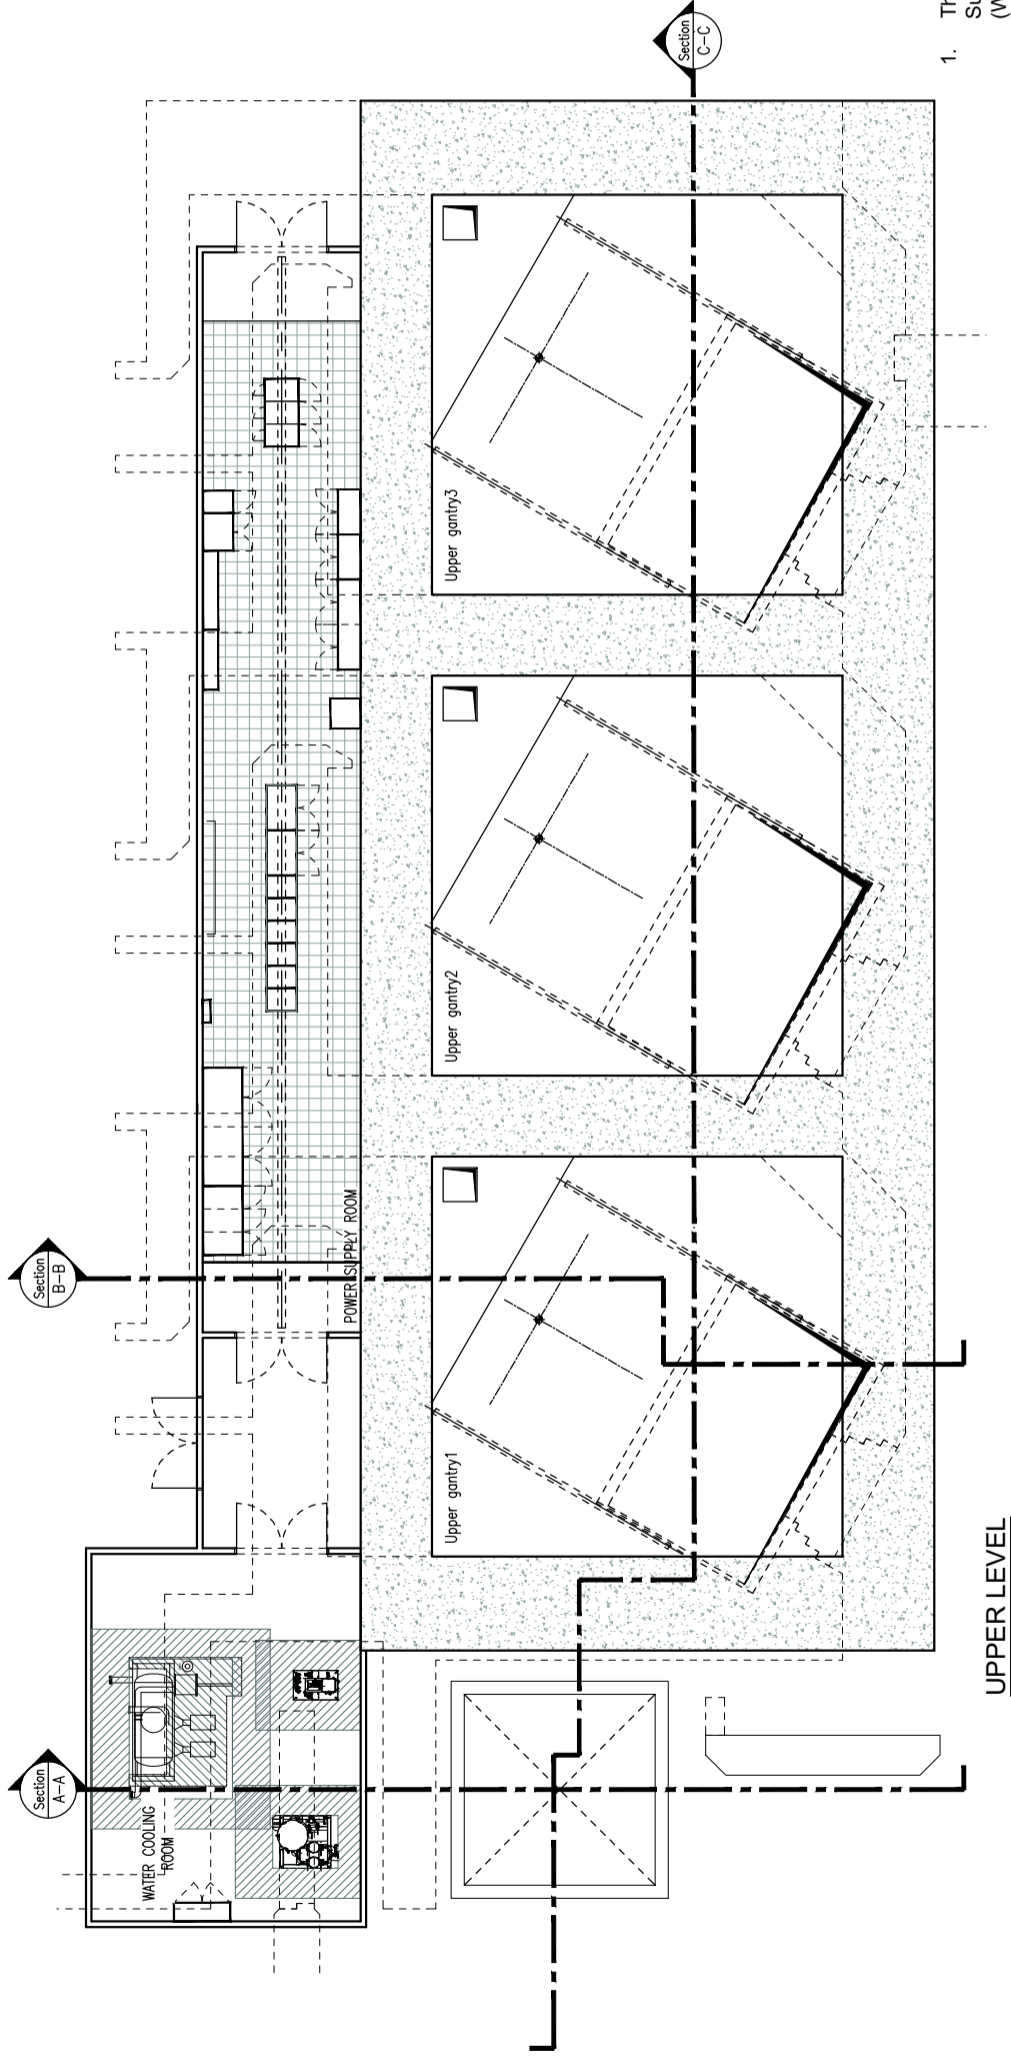 Section
A-A
Section
B-B
Section
C-C
WATER COOLING
ROOM
POWER SUPPLY ROOM
Upper gantry1
Upper gantry2
Upper gantry3
UPPER LEVEL
1.
Th
Su
(W